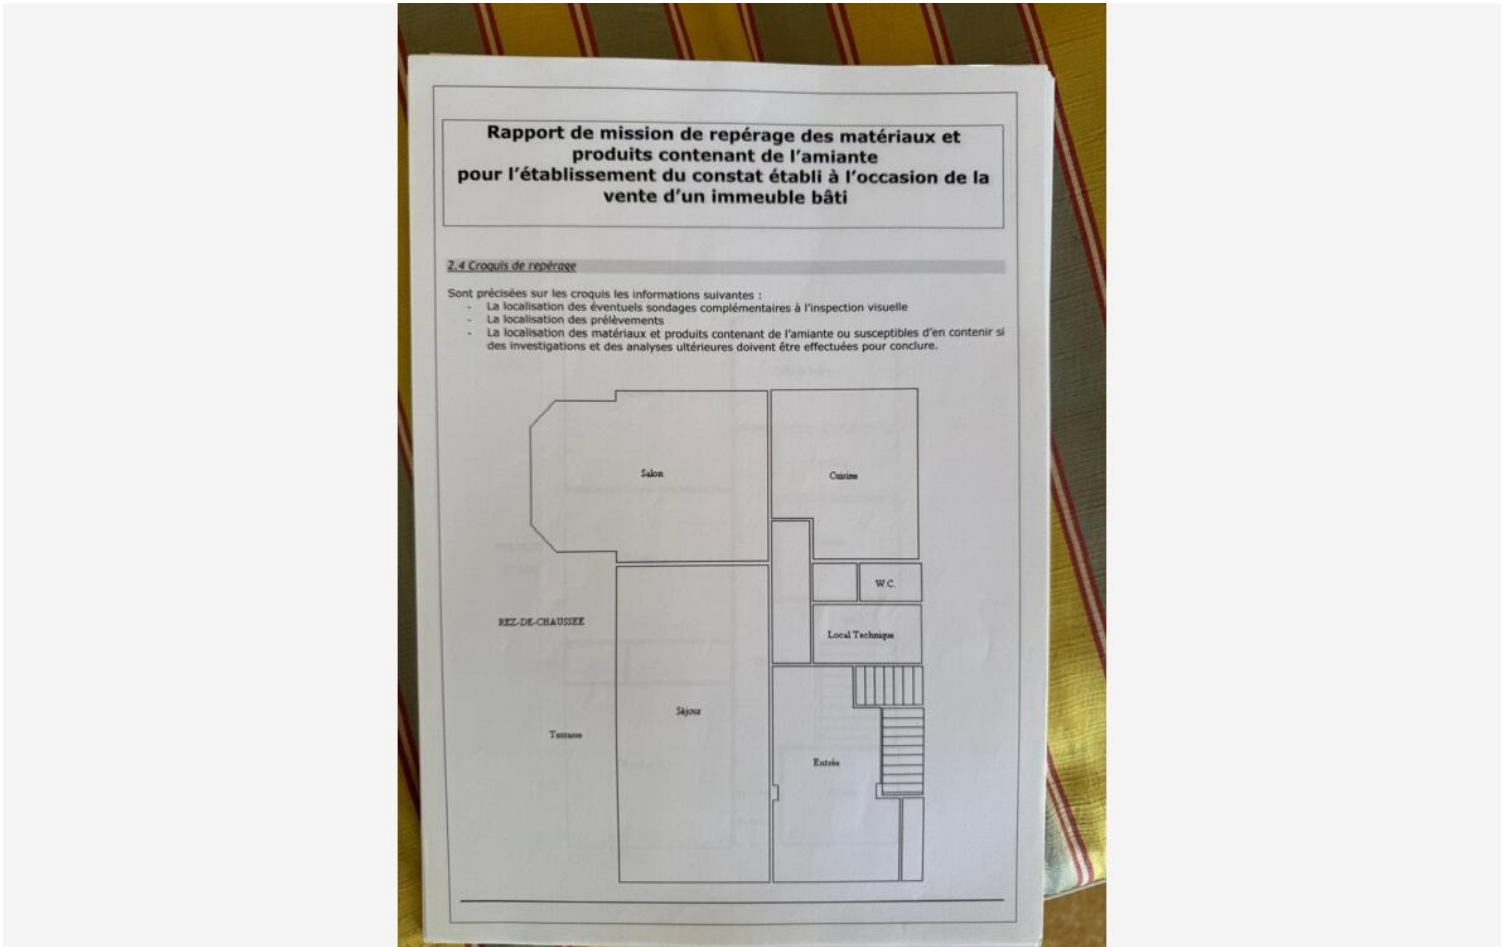 Rapport de mission de repérage des matériaux et
produits contenant de l'amiante
pour l'établissement du constat établi à l'occasion de la
vente d'un immeuble bâti
2.4 Croquis de repérage
Sont précisées sur les croquis les informations suivantes :
- La localisation des éventuels sondages complémentaires à l'inspection visuelle
- La localisation des prélèvements
- La localisation des matériaux et produits contenant de l'amiante ou susceptibles d'en contenir si
des investigations et des analyses ultérieures doivent être effectuées pour conclure.
Salon
Cuisine
W.C.
REZ-DE-CHAUSSEE
Local Technique
Séjour
Terrasse
Entrée